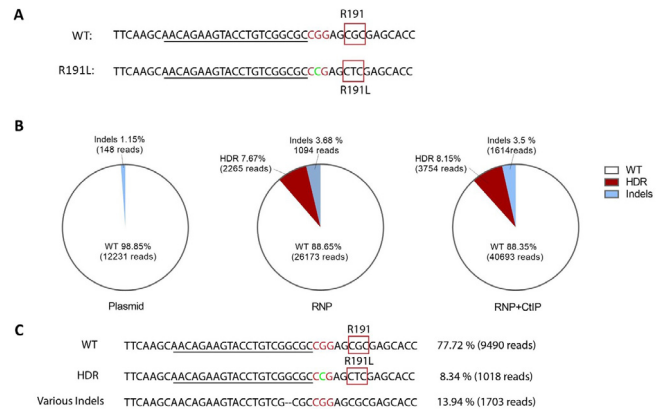 A
R191
WT: TTCAAGCAACAGAAGTACCTGTCGGCGCCGGAGCGCGAGCACC
R191L: TTCAAGCAACAGAAGTACCTGTCGGCGCCCGAGCTCGAGCACC
R191L
B
Indels 1.15%
(148 reads)
WT 98.85%
(12231 reads)
Plasmid
HDR 7.67%
(2265 reads)
Indels 3.68 %
1094 reads
WT 88.65%
(26173 reads)
RNP
HDR 8.15%
(3754 reads)
Indels 3.5 %
(1614reads)
WT 88.35%
(40693 reads)
RNP+CtIP
WT
HDR
Indels
C
R191
WT TTCAAGCAACAGAAGTACCTGTCGGCGCCGGAGCGCGAGCACC 77.72 % (9490 reads)
R191L
HDR TTCAAGCAACAGAAGTACCTGTCGGCGCCCGAGCTCGAGCACC 8.34 % (1018 reads)
Various Indels TTCAAGCAACAGAAGTACCTGTCG--CGCCGGAGCGCGAGCACC 13.94 % (1703 reads)